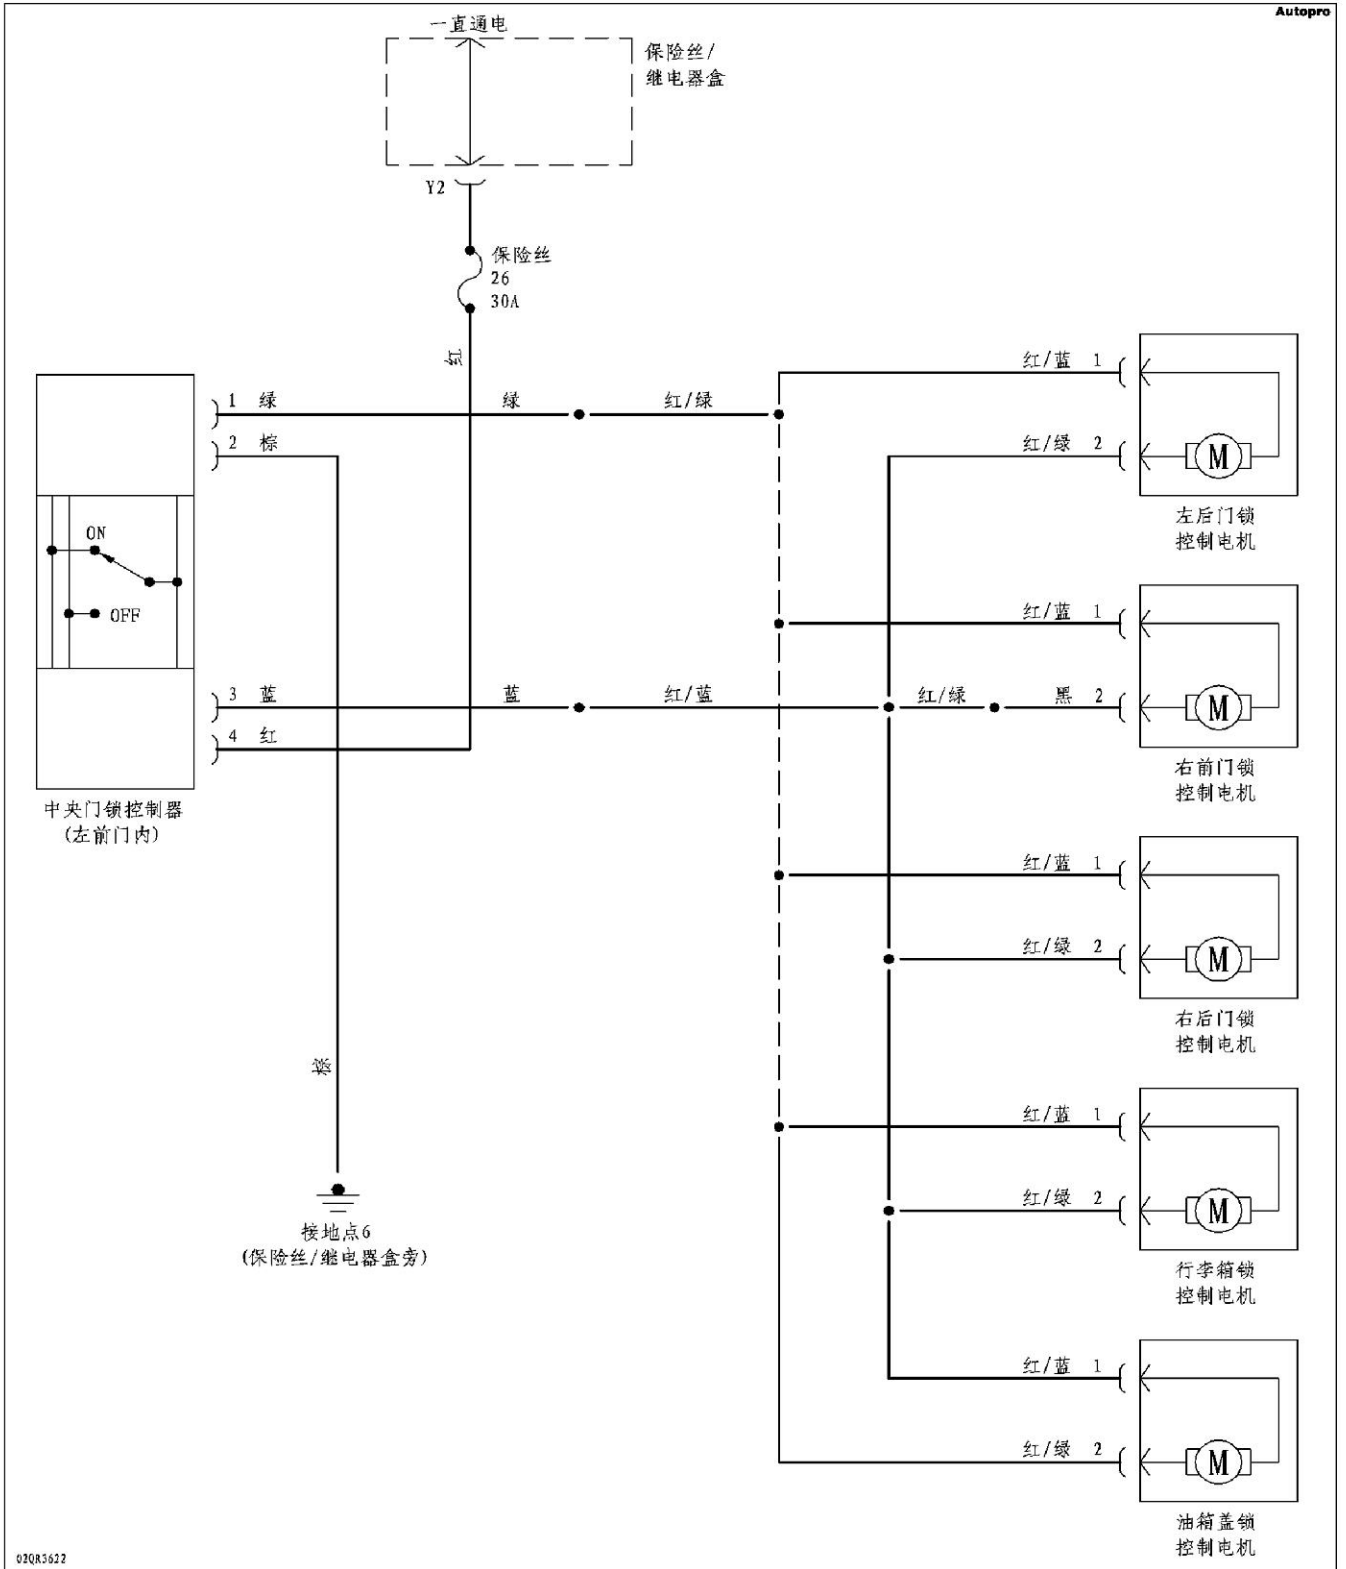 Autopro
一直通电
保险丝/
继电器盒
Y2
保险丝
26
30A
红
1 绿
绿
红/绿
2 棕
ON
OFF
3 蓝
蓝
红/蓝
红/绿
黑 2
4 红
中央门锁控制器
(左前门内)
棕
接地点6
(保险丝/继电器盒旁)
红/蓝 1
红/绿 2
M
左后门锁
控制电机
红/蓝 1
M
右前门锁
控制电机
红/蓝 1
红/绿 2
M
右后门锁
控制电机
红/蓝 1
红/绿 2
M
行李箱锁
控制电机
红/蓝 1
红/绿 2
M
油箱盖锁
控制电机
02QR3622